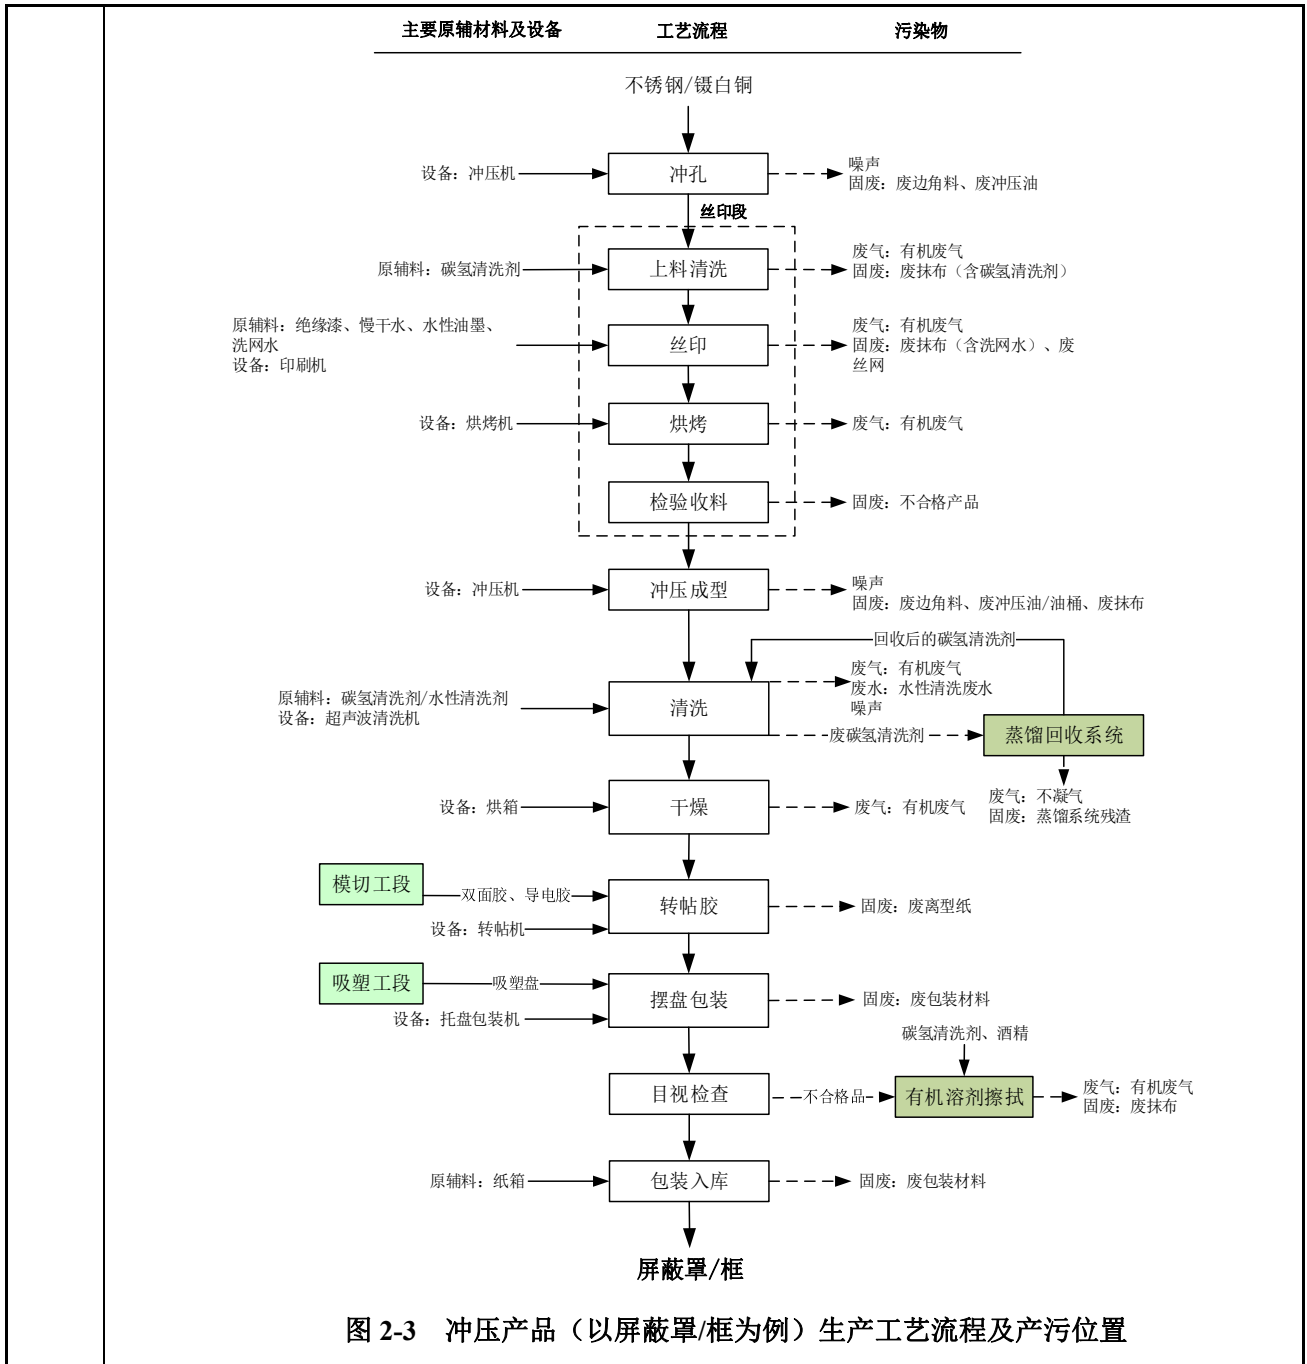 主要原辅材料及设备
工艺流程
污染物
不锈钢/镊白铜
设备：冲压机
冲孔
噪声
固废：废边角料、废冲压油
丝印段
原辅料：碳氢清洗剂
上料清洗
废气：有机废气
固废：废抹布（含碳氢清洗剂）
原辅料：绝缘漆、慢干水、水性油墨、
洗网水
设备：印刷机
丝印
废气：有机废气
固废：废抹布（含洗网水）、废
丝网
设备：烘烤机
烘烤
废气：有机废气
检验收料
固废：不合格产品
设备：冲压机
冲压成型
噪声
固废：废边角料、废冲压油/油桶、废抹布
回收后的碳氢清洗剂
原辅料：碳氢清洗剂/水性清洗剂
设备：超声波清洗机
清洗
废气：有机废气
废水：水性清洗废水
噪声
废碳氢清洗剂
蒸馏回收系统
废气：不凝气
固废：蒸馏系统残渣
设备：烘箱
干燥
废气：有机废气
模切工段
双面胶、导电胶
设备：转帖机
转帖胶
固废：废离型纸
吸塑工段
吸塑盘
设备：托盘包装机
摆盘包装
固废：废包装材料
碳氢清洗剂、酒精
目视检查
不合格品
有机溶剂擦拭
废气：有机废气
固废：废抹布
原辅料：纸箱
包装入库
固废：废包装材料
屏蔽罩/框
图 2-3 冲压产品（以屏蔽罩/框为例）生产工艺流程及产污位置